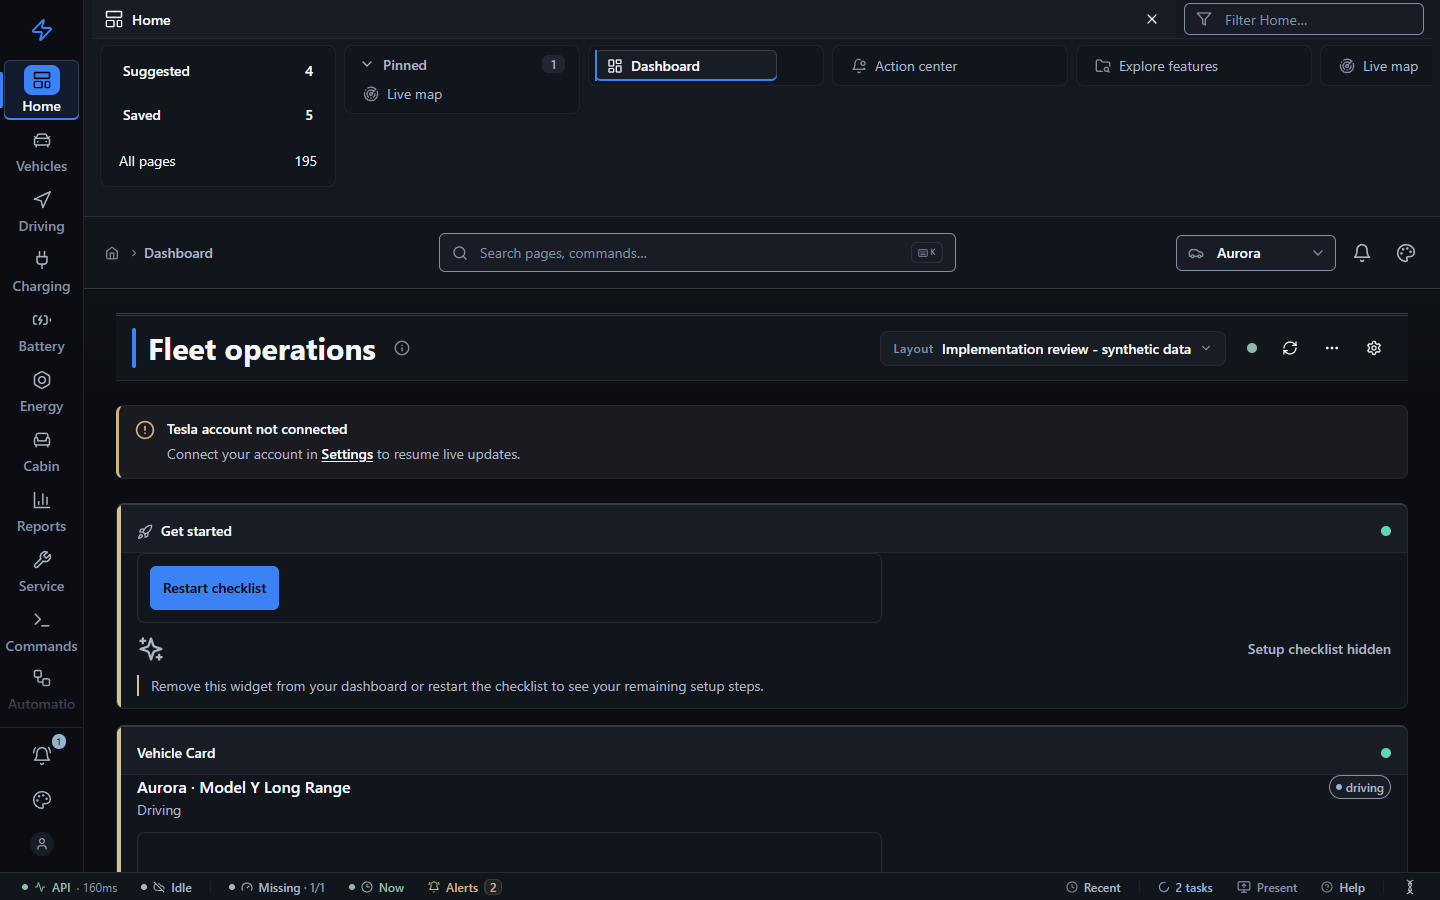 Home
Filter Home...
Home
Vehicles
Driving
Charging
Battery
Energy
Cabin
Reports
Service
Commands
Automatio
1
Suggested 4
Saved 5
All pages 195
Pinned 1
Live map
Dashboard
Action center
Explore features
Live map
Dashboard
Search pages, commands...
K
Aurora
Fleet operations
Layout Implementation review - synthetic data
Tesla account not connected
Connect your account in Settings to resume live updates.
Get started
Restart checklist
Setup checklist hidden
Remove this widget from your dashboard or restart the checklist to see your remaining setup steps.
Vehicle Card
Aurora · Model Y Long Range
driving
Driving
API · 160ms
Idle
Missing · 1/1
Now
Alerts 2
Recent
2 tasks
Present
Help